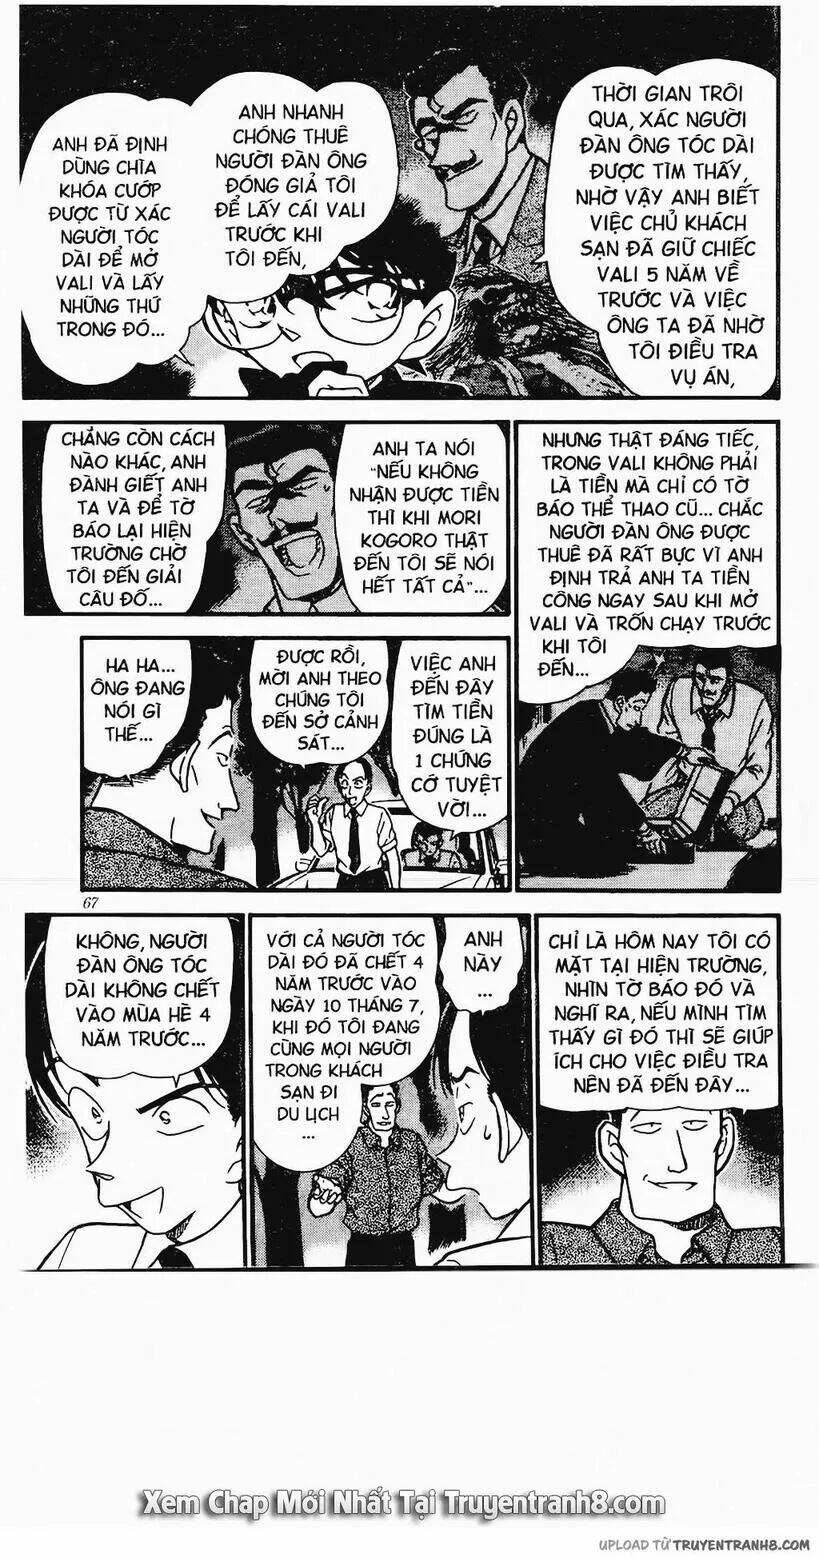 THỜI GIAN TRÔI
QUA, XÁC NGƯỜI
ĐÀN ÔNG TÓC DÀI
ĐƯỢC TÌM THẤY,
NHỜ VẬY ANH BIẾT
VIỆC CHỦ KHÁCH
SẠN ĐÃ GIỮ CHIẾC
VALI 5 NĂM VỀ
TRƯỚC VÀ VIỆC
ÔNG TA ĐÃ NHỜ
TÔI ĐIỀU TRA
VỤ ÁN,
ANH NHANH
CHÓNG THUÊ
NGƯỜI ĐÀN ÔNG
ĐÓNG GIẢ TÔI
ĐỂ LẤY CÁI VALI
TRƯỚC KHI
TÔI ĐẾN,
ANH ĐÃ ĐỊNH
DÙNG CHÌA
KHÓA CƯỚP
ĐƯỢC TỪ XÁC
NGƯỜI TÓC
DÀI ĐỂ MỞ
VALI VÀ LẤY
NHỮNG THỨ
TRONG ĐÓ...
NHƯNG THẬT ĐÁNG TIẾC,
TRONG VALI KHÔNG PHẢI
LÀ TIỀN MÀ CHỈ CÓ TỜ
BÁO THỂ THAO CŨ... CHẮC
NGƯỜI ĐÀN ÔNG ĐƯỢC
THUÊ ĐÃ RẤT BỰC VÌ ANH
ĐỊNH TRẢ ANH TA TIỀN
CÔNG NGAY SAU KHI MỞ
VALI VÀ TRỐN CHẠY TRƯỚC
KHI TÔI
ĐẾN...
ANH TA NÓI
"NẾU KHÔNG
NHẬN ĐƯỢC TIỀN
THÌ KHI MORI
KOGORO THẬT
ĐẾN TÔI SẼ NÓI
HẾT TẤT CẢ"...
CHẲNG CÒN CÁCH
NÀO KHÁC, ANH
ĐÀNH GIẾT ANH
TA VÀ ĐỂ TỜ
BÁO LẠI HIỆN
TRƯỜNG CHỜ
TÔI ĐẾN GIẢI
CÂU ĐỐ...
VIỆC ANH
ĐẾN ĐÂY
TÌM TIỀN
ĐÚNG LÀ
1 CHỨNG
CỚ TUYỆT
VỜI...
ĐƯỢC RỒI,
MỜI ANH THEO
CHÚNG TÔI
ĐẾN SỞ CẢNH
SÁT...
HA HA...
ÔNG ĐANG
NÓI GÌ
THẾ...
67
CHỈ LÀ HÔM NAY TÔI CÓ
MẶT TẠI HIỆN TRƯỜNG,
NHÌN TỜ BÁO ĐÓ VÀ
NGHĨ RA, NẾU MÌNH TÌM
THẤY GÌ ĐÓ THÌ SẼ GIÚP
ÍCH CHO VIỆC ĐIỀU TRA
NÊN ĐÃ ĐẾN ĐÂY...
ANH
NÀY
...
VỚI CẢ NGƯỜI TÓC
DÀI ĐÓ ĐÃ CHẾT 4
NĂM TRƯỚC VÀO
NGÀY 10 THÁNG 7,
KHI ĐÓ TÔI ĐANG
CÙNG MỌI NGƯỜI
TRONG KHÁCH
SẠN ĐI
DU LỊCH
...
KHÔNG, NGƯỜI
ĐÀN ÔNG TÓC
DÀI KHÔNG CHẾT
VÀO MÙA HÈ 4
NĂM TRƯỚC...
Xem Chap Mới Nhất Tại Truyentranh8.com
UPLOAD TỪ TRUYENTRANH8.COM